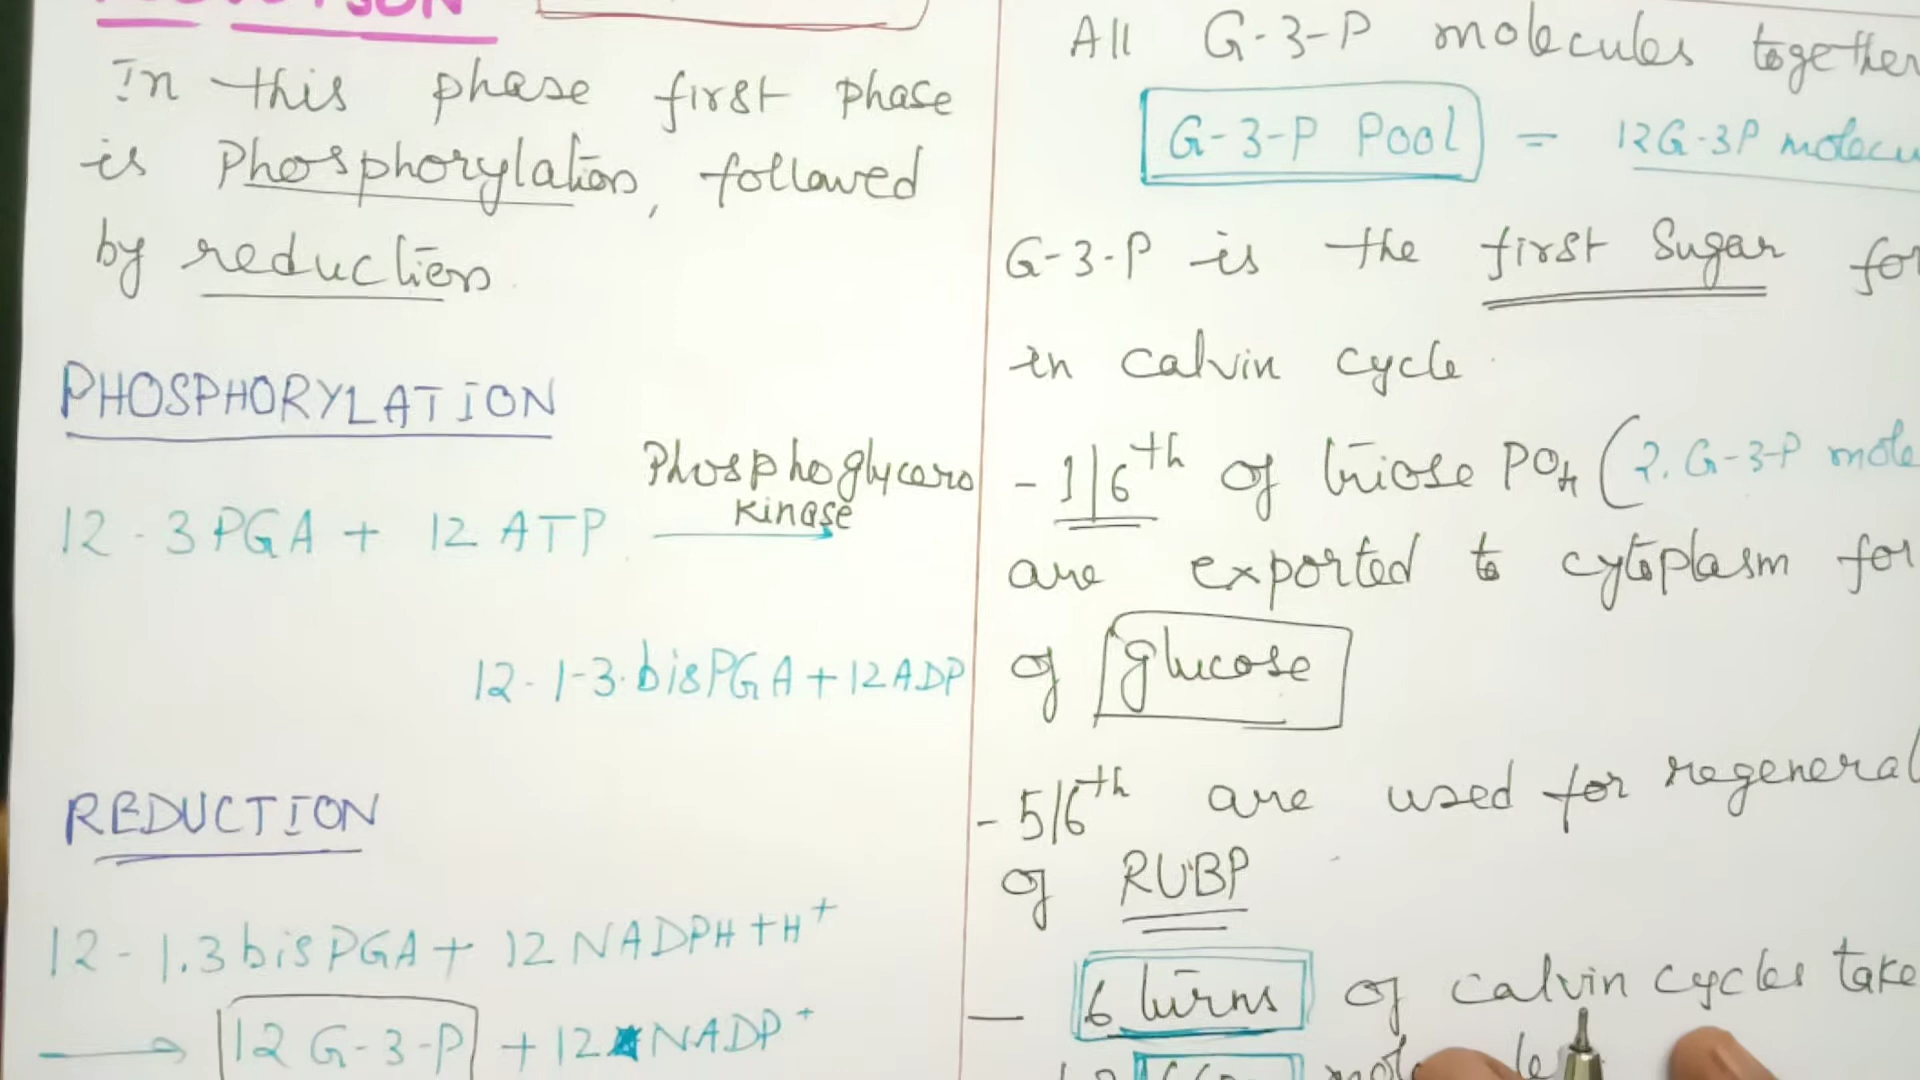 In this phase first phase
is Phosphorylation, followed
by reduction
PHOSPHORYLATION
12 - 3PGA + 12 ATP
Phosphoglycero
kinase
12 - 1-3 bisPGA + 12ADP
REDUCTION
12 - 1.3 bisPGA + 12 NADPH + H+
12 G-3-P + 12 NADP+
All G-3-P molecules together
G-3-P Pool = 12G-3P molecu
G-3-P is the first Sugar for
in calvin cycle
- 1/6th of triose PO4 (2. G-3-P mole
are exported to cytoplasm for
of glucose
- 5/6th are used for regenerat
of RUBP
- 6 turns of calvin cycles take